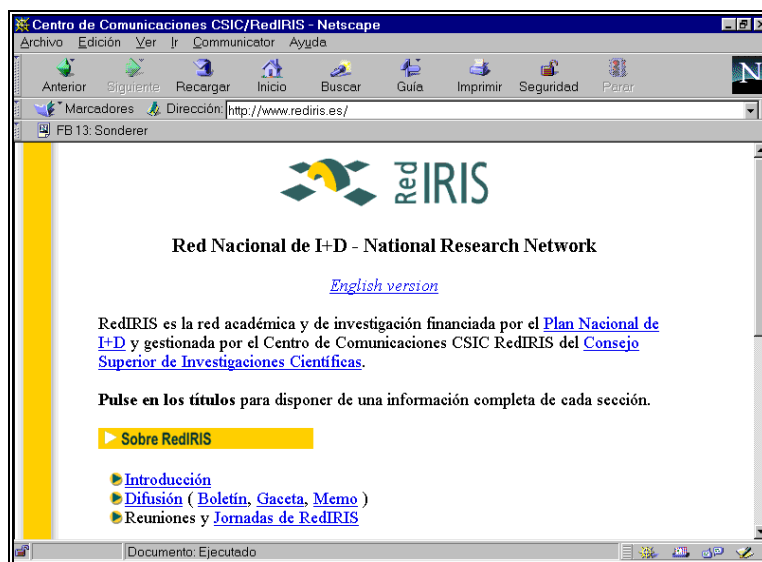 Centro de Comunicaciones CSIC/RedIRIS - Netscape
Archivo Edición Ver Ir Communicator Ayuda
Anterior Siguiente Recargar Inicio Buscar Guía Imprimir Seguridad Parar
N
Marcadores Dirección: http://www.rediris.es/
FB 13: Sonderer
Red IRIS
Red Nacional de I+D - National Research Network
English version
RedIRIS es la red académica y de investigación financiada por el Plan Nacional de
I+D y gestionada por el Centro de Comunicaciones CSIC RedIRIS del Consejo
Superior de Investigaciones Científicas.
Pulse en los títulos para disponer de una información completa de cada sección.
Sobre RedIRIS
Introducción
Difusión ( Boletín, Gaceta, Memo )
Reuniones y Jornadas de RedIRIS
Documento: Ejecutado